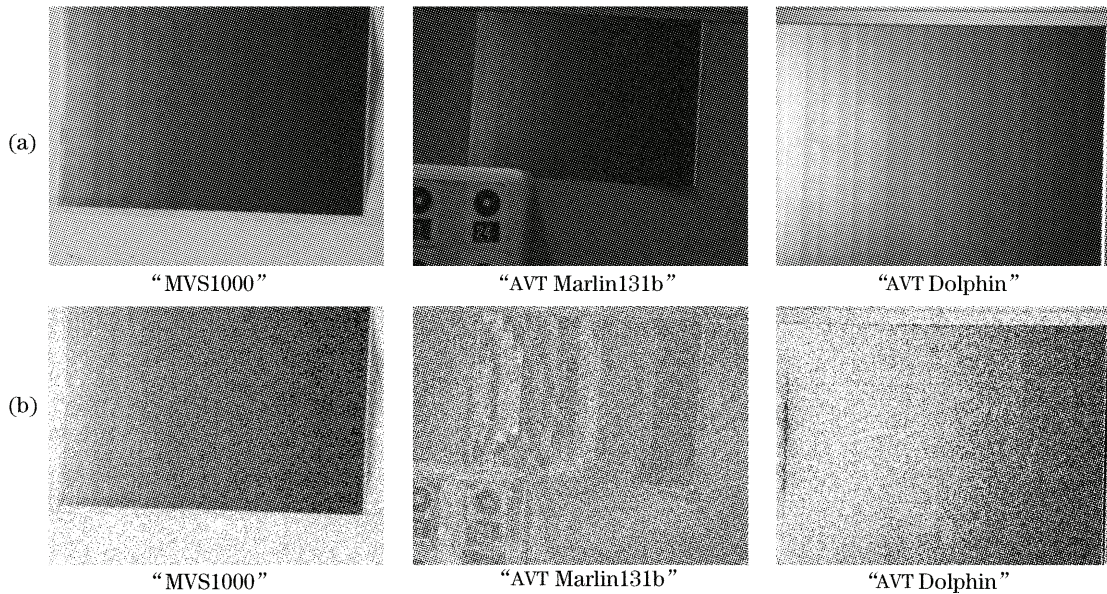 (a)
“MVS1000” “AVT Marlin131b” “AVT Dolphin”
(b)
“MVS1000” “AVT Marlin131b” “AVT Dolphin”